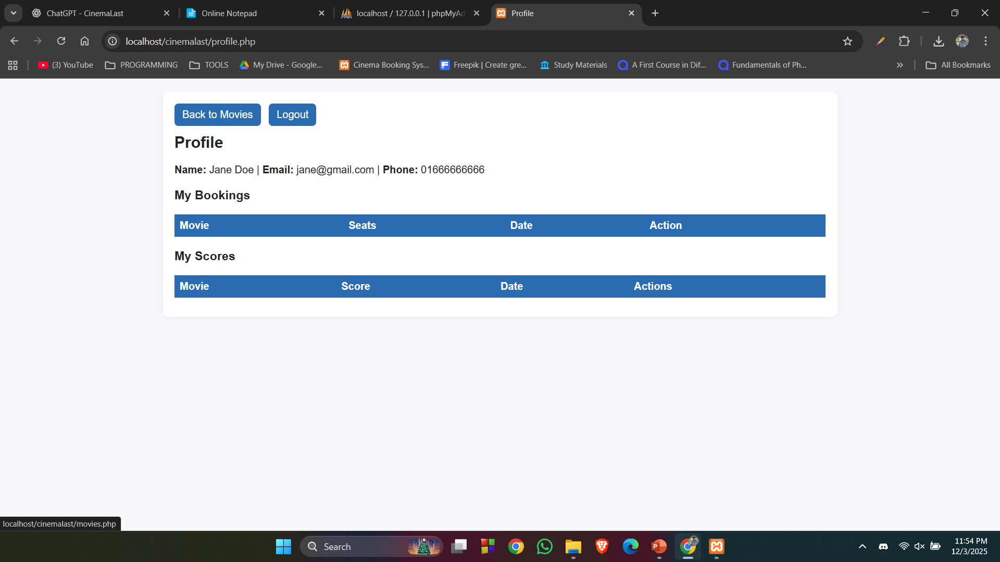 ChatGPT - CinemaLast
Online Notepad
localhost / 127.0.0.1 | phpMyAd
Profile
localhost/cinemalast/profile.php
(3) YouTube
PROGRAMMING
TOOLS
My Drive - Google...
Cinema Booking Sys...
Freepik | Create gre...
Study Materials
A First Course in Dif...
Fundamentals of Ph...
All Bookmarks
Back to Movies
Logout
Profile
Name: Jane Doe | Email: jane@gmail.com | Phone: 01666666666
My Bookings
Movie Seats Date Action
My Scores
Movie Score Date Actions
localhost/cinemalast/movies.php
Search
11:54 PM
12/3/2025